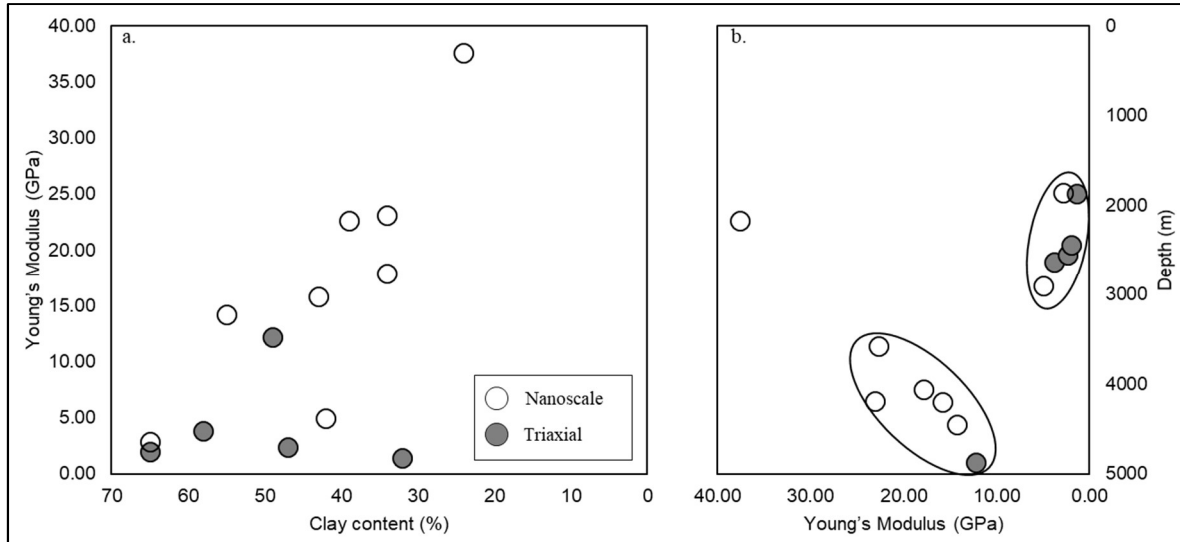 a.
40.00
35.00
30.00
25.00
20.00
15.00
10.00
5.00
0.00
Young's Modulus (GPa)
70 60 50 40 30 20 10 0
Clay content (%)
Nanoscale
Triaxial
b.
0
1000
2000
3000
4000
5000
Depth (m)
40.00 30.00 20.00 10.00 0.00
Young's Modulus (GPa)